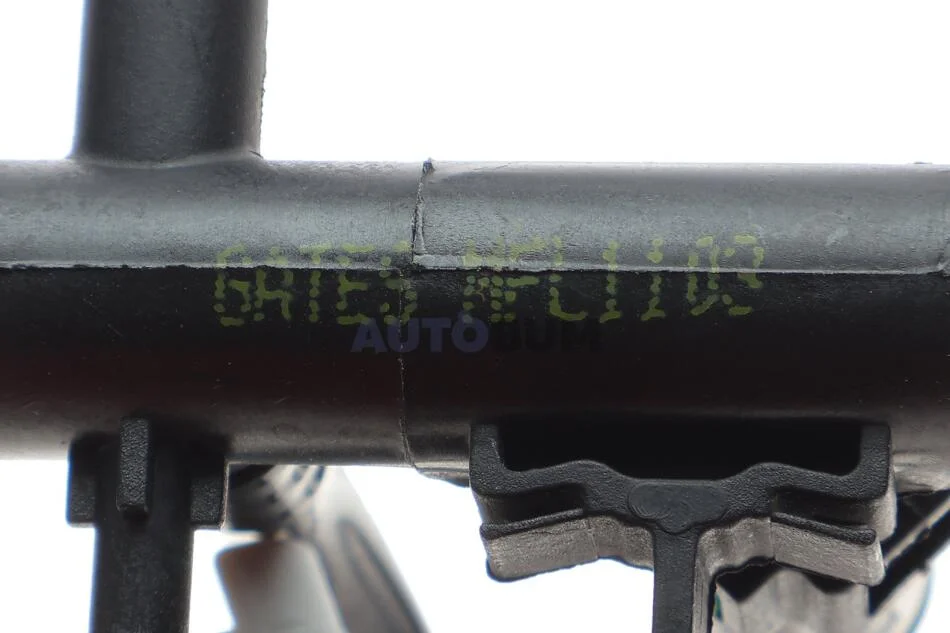 GATES MFL1103
AUTODUM